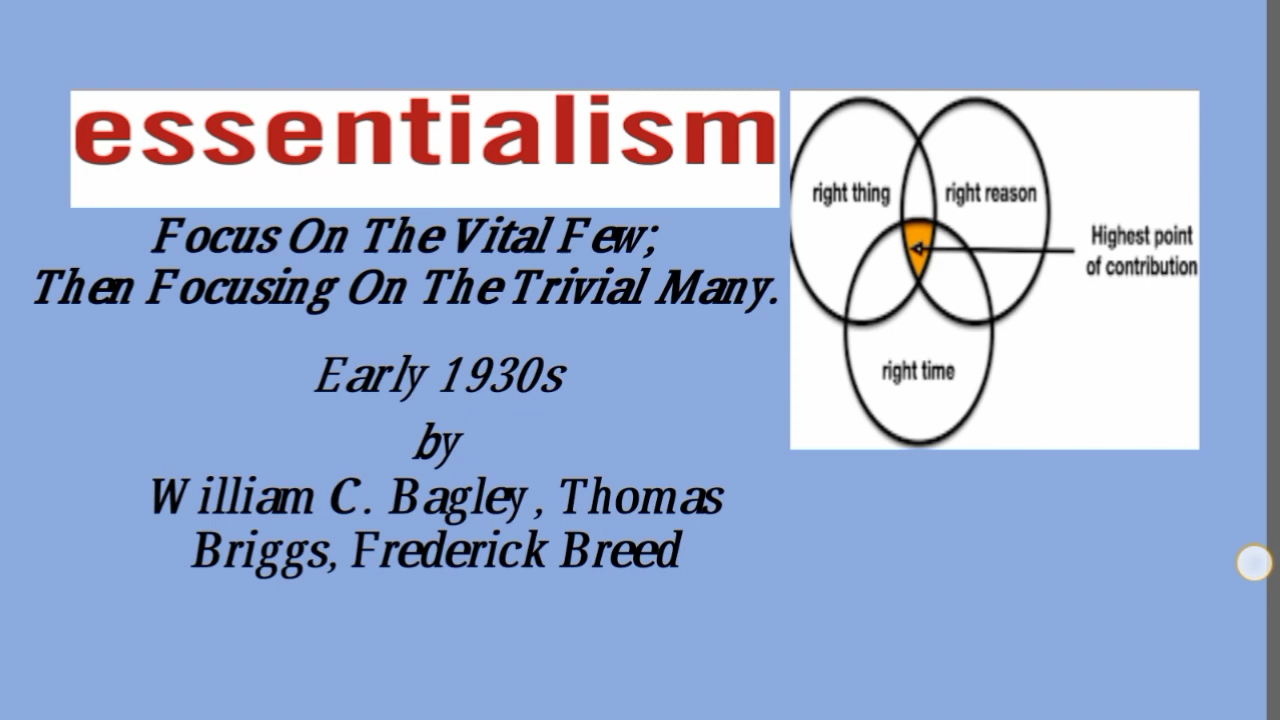 essentialism
Focus On The Vital Few;
Then Focusing On The Trivial Many.
Early 1930s
by
William C. Bagley, Thomas
Briggs, Frederick Breed
right thing
right reason
Highest point
of contribution
right time